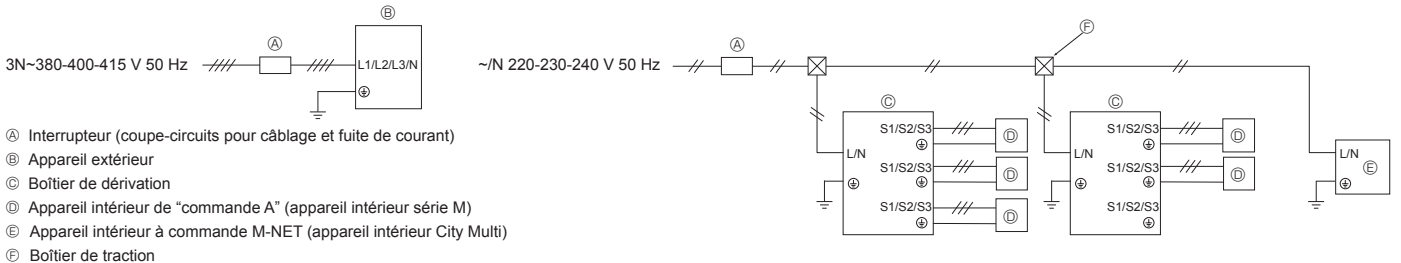 Ⓑ
Ⓐ
3N~380-400-415 V 50 Hz
L1/L2/L3/N
Ⓕ
Ⓐ
~/N 220-230-240 V 50 Hz
Ⓒ
S1/S2/S3
Ⓓ
L/N
S1/S2/S3
Ⓓ
S1/S2/S3
Ⓓ
Ⓒ
S1/S2/S3
Ⓓ
L/N
S1/S2/S3
Ⓓ
S1/S2/S3
L/N
Ⓔ
Ⓐ Interrupteur (coupe-circuits pour câblage et fuite de courant)
Ⓑ Appareil extérieur
Ⓒ Boîtier de dérivation
Ⓓ Appareil intérieur de “commande A” (appareil intérieur série M)
Ⓔ Appareil intérieur à commande M-NET (appareil intérieur City Multi)
Ⓕ Boîtier de traction